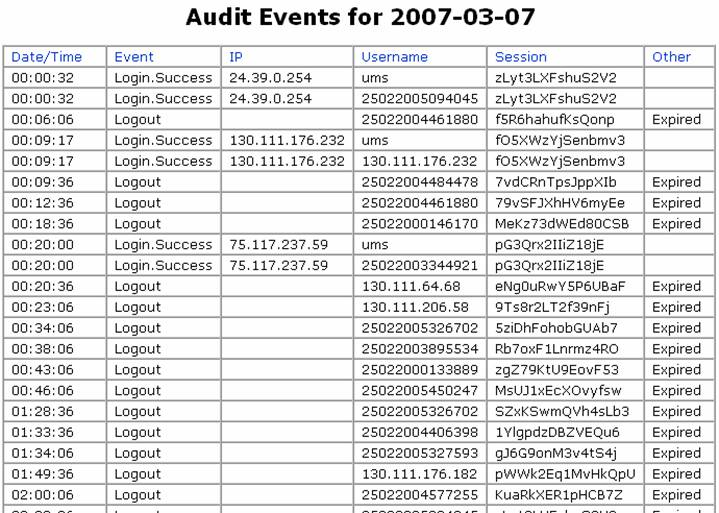 Audit Events for 2007-03-07
Date/Time Event IP Username Session Other
00:00:32 Login.Success 24.39.0.254 ums zLyt3LXFshuS2V2
00:00:32 Login.Success 24.39.0.254 25022005094045 zLyt3LXFshuS2V2
00:06:06 Logout 25022004461880 f5R6hahufKsQonp Expired
00:09:17 Login.Success 130.111.176.232 ums fO5XWzYjSenbmv3
00:09:17 Login.Success 130.111.176.232 130.111.176.232 fO5XWzYjSenbmv3
00:09:36 Logout 25022004484478 7vdCRnTpsJppXIb Expired
00:12:36 Logout 25022004461880 79vSFJXhHV6myEe Expired
00:18:36 Logout 25022000146170 MeKz73dWEd80CSB Expired
00:20:00 Login.Success 75.117.237.59 ums pG3Qrx2IIiZ18jE
00:20:00 Login.Success 75.117.237.59 25022003344921 pG3Qrx2IIiZ18jE
00:20:36 Logout 130.111.64.68 eNg0uRwY5P6UBaF Expired
00:23:06 Logout 130.111.206.58 9Ts8r2LT2f39nFj Expired
00:34:06 Logout 25022005326702 5ziDhFohobGUAb7 Expired
00:38:06 Logout 25022003895534 Rb7oxF1Lnrmz4RO Expired
00:43:06 Logout 25022000133889 zgZ79KtU9EovF53 Expired
00:46:06 Logout 25022005450247 MsUJ1xEcXOvyfsw Expired
01:28:36 Logout 25022005326702 SZxKSwmQVh4sLb3 Expired
01:33:36 Logout 25022004406398 1YlgpdzDBZVEQu6 Expired
01:34:06 Logout 25022005327593 gJ6G9onM3v4tS4j Expired
01:49:36 Logout 130.111.176.182 pWWk2Eq1MvHkQpU Expired
02:00:06 Logout 25022004577255 KuaRkXER1pHCB7Z Expired